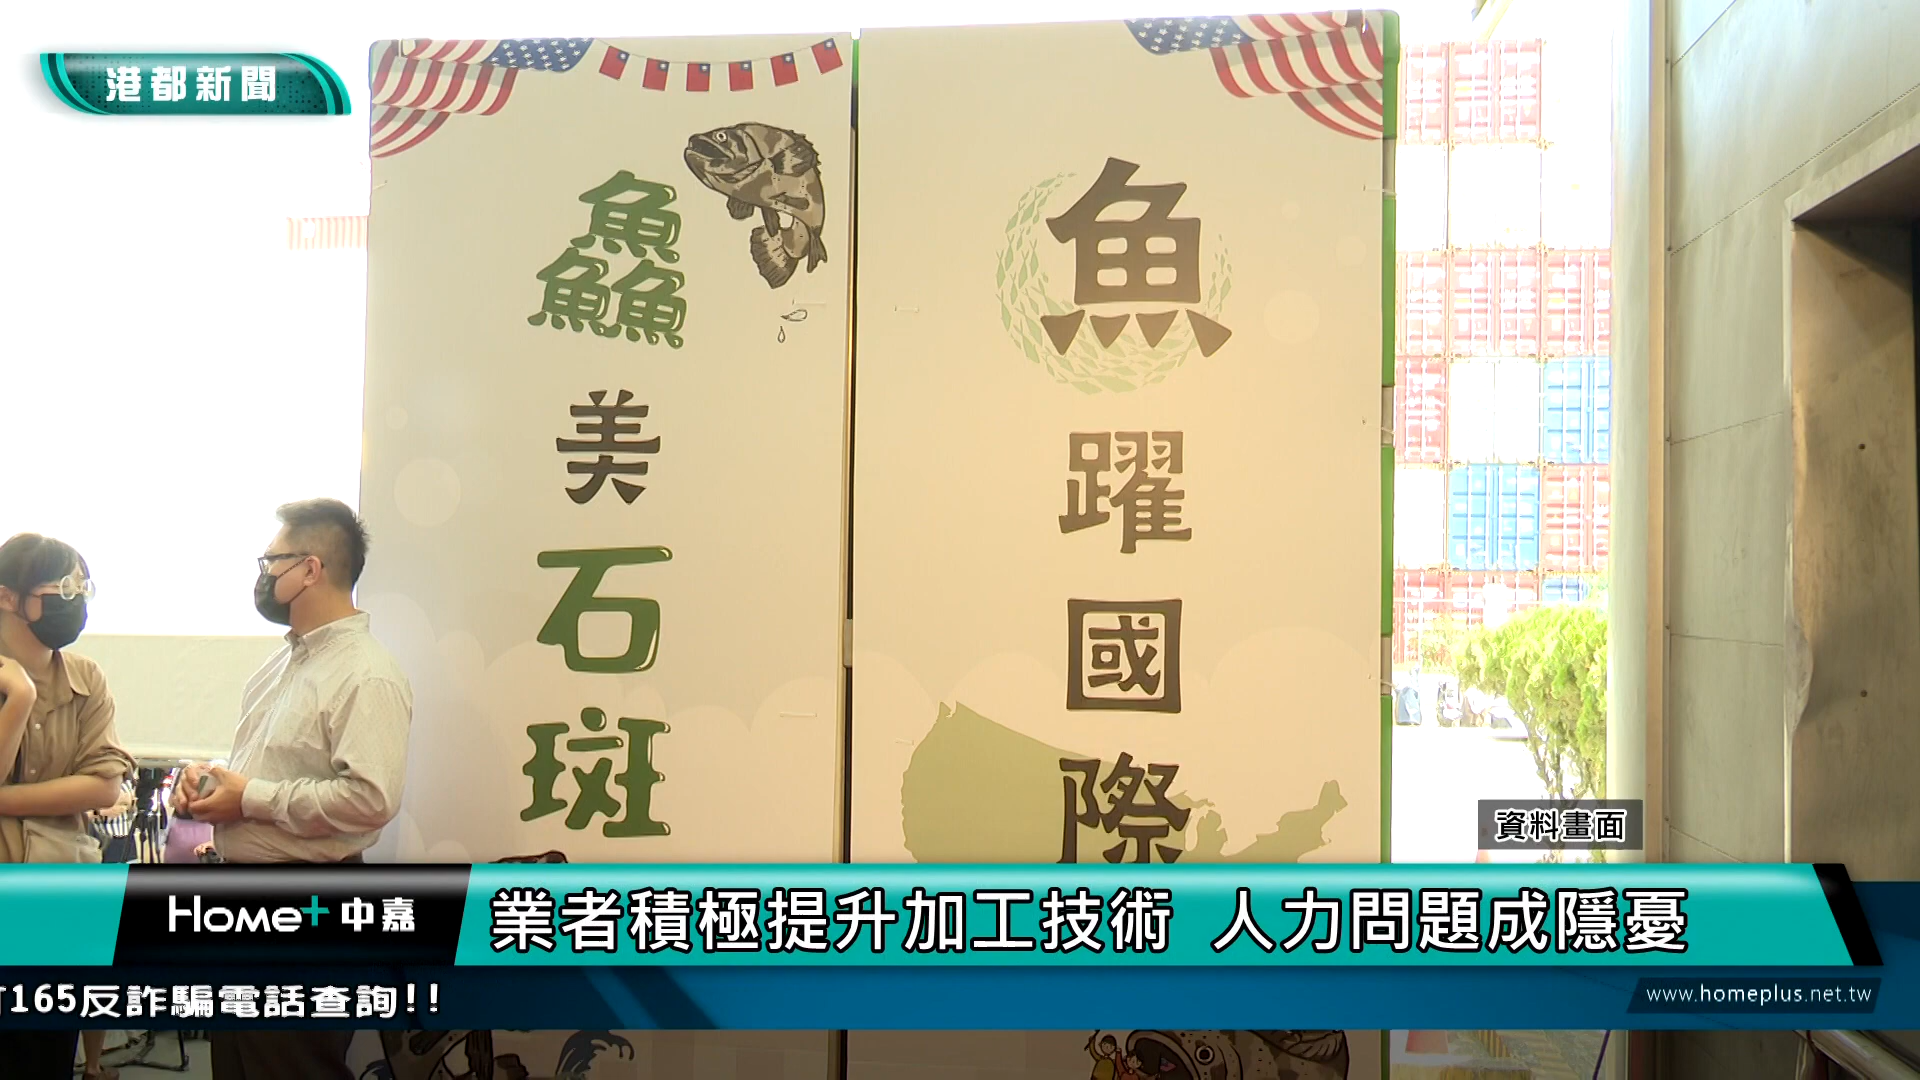 港都新聞
鱻美石斑
魚躍國際
資料畫面
Home+中嘉
業者積極提升加工技術 人力問題成隱憂
165反詐騙電話查詢!!
www.homeplus.net.tw